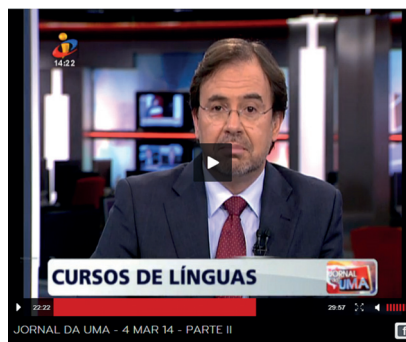 14:22
CURSOS DE LÍNGUAS
JORNAL
DA UMA
22:22
29:57
JORNAL DA UMA - 4 MAR 14 - PARTE II
f